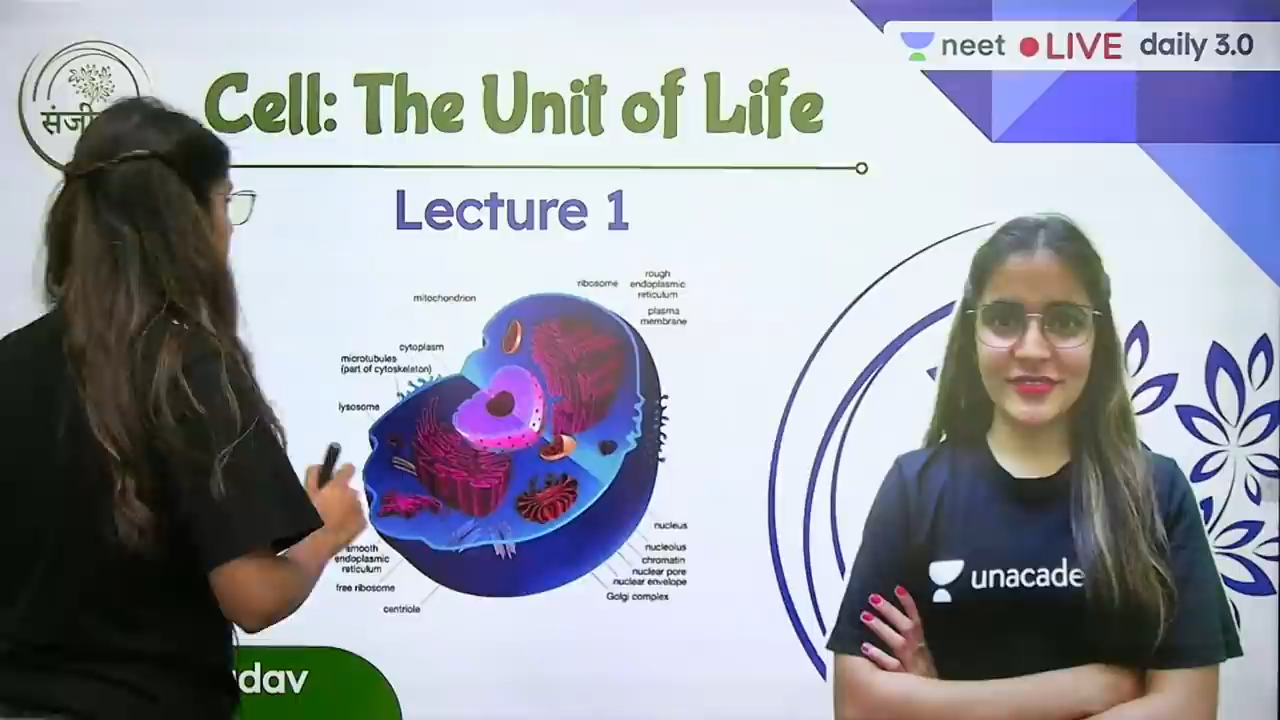 neet LIVE daily 3.0
Cell: The Unit of Life
Lecture 1
ribosome
rough
endoplasmic
reticulum
mitochondrion
plasma
membrane
cytoplasm
microtubules
(part of cytoskeleton)
lysosome
nucleus
nucleolus
chromatin
nuclear pore
nuclear envelope
Golgi complex
smooth
endoplasmic
reticulum
free ribosome
centriole
unacade